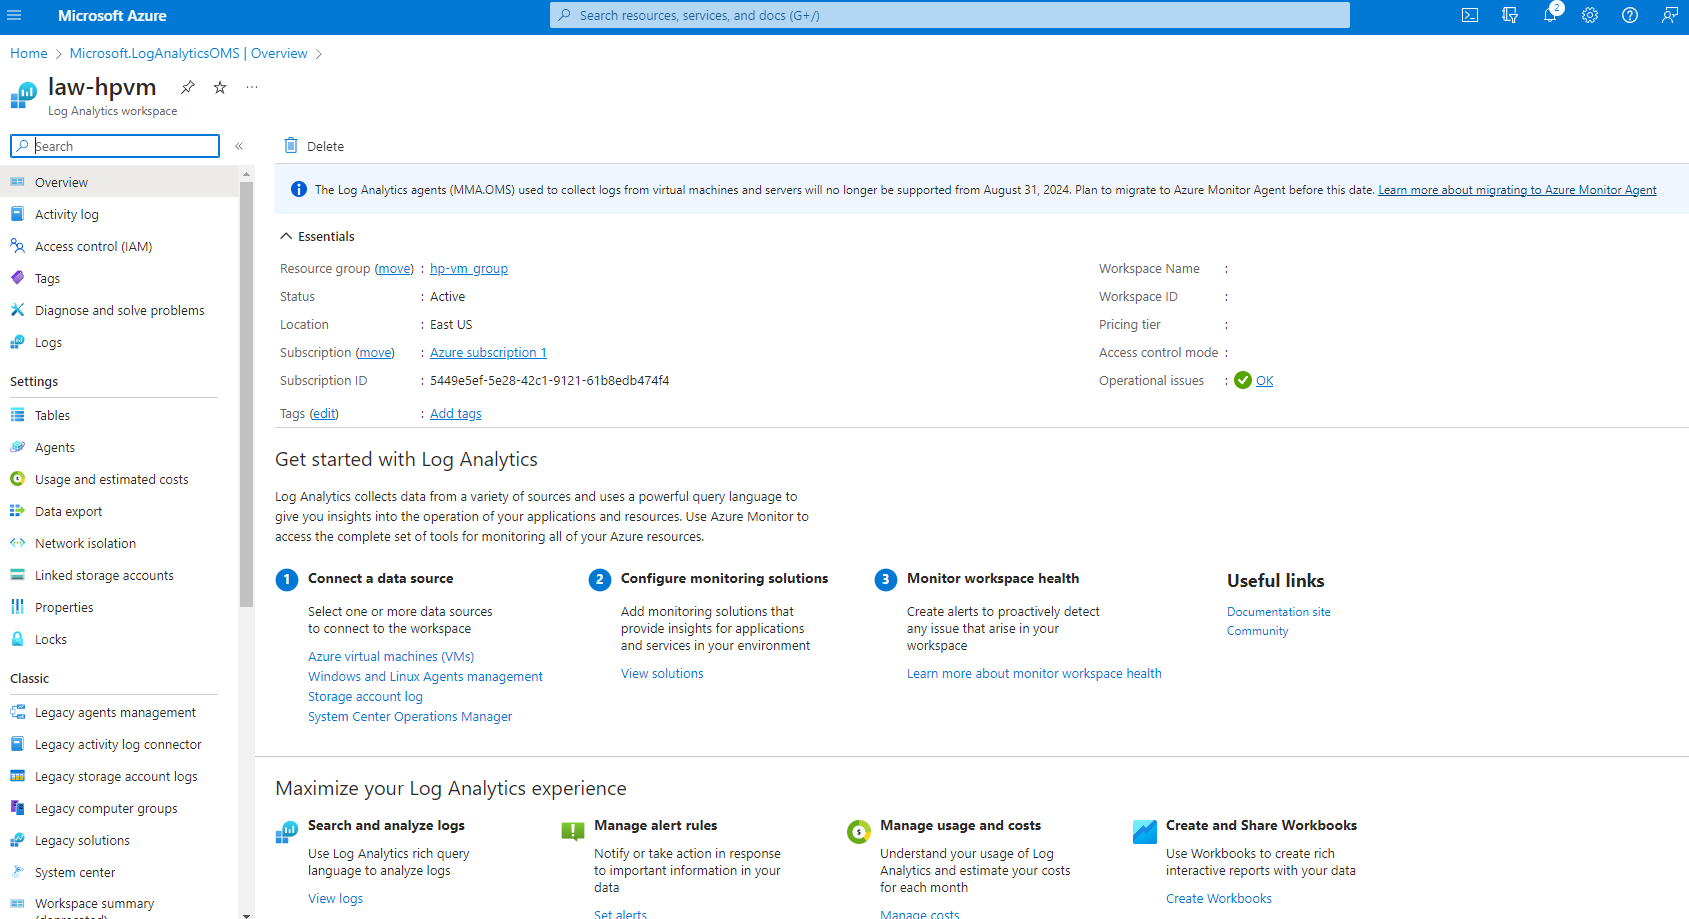 Microsoft Azure
Search resources, services, and docs (G+/)
2
Home > Microsoft.LogAnalyticsOMS | Overview >
law-hpvm
...
Log Analytics workspace
Search
«
Delete
Overview
Activity log
Access control (IAM)
Tags
Diagnose and solve problems
Logs
Settings
Tables
Agents
Usage and estimated costs
Data export
Network isolation
Linked storage accounts
Properties
Locks
Classic
Legacy agents management
Legacy activity log connector
Legacy storage account logs
Legacy computer groups
Legacy solutions
System center
Workspace summary
(deprecated)
The Log Analytics agents (MMA.OMS) used to collect logs from virtual machines and servers will no longer be supported from August 31, 2024. Plan to migrate to Azure Monitor Agent before this date. Learn more about migrating to Azure Monitor Agent
Essentials
Resource group (move) : hp-vm_group
Status : Active
Location : East US
Subscription (move) : Azure subscription 1
Subscription ID : 5449e5ef-5e28-42c1-9121-61b8edb474f4
Tags (edit) : Add tags
Workspace Name :
Workspace ID :
Pricing tier :
Access control mode :
Operational issues : OK
Get started with Log Analytics
Log Analytics collects data from a variety of sources and uses a powerful query language to
give you insights into the operation of your applications and resources. Use Azure Monitor to
access the complete set of tools for monitoring all of your Azure resources.
1 Connect a data source
Select one or more data sources
to connect to the workspace
Azure virtual machines (VMs)
Windows and Linux Agents management
Storage account log
System Center Operations Manager
2 Configure monitoring solutions
Add monitoring solutions that
provide insights for applications
and services in your environment
View solutions
3 Monitor workspace health
Create alerts to proactively detect
any issue that arise in your
workspace
Learn more about monitor workspace health
Useful links
Documentation site
Community
Maximize your Log Analytics experience
Search and analyze logs
Use Log Analytics rich query
language to analyze logs
View logs
Manage alert rules
Notify or take action in response
to important information in your
data
Set alerts
Manage usage and costs
Understand your usage of Log
Analytics and estimate your costs
for each month
Manage costs
Create and Share Workbooks
Use Workbooks to create rich
interactive reports with your data
Create Workbooks